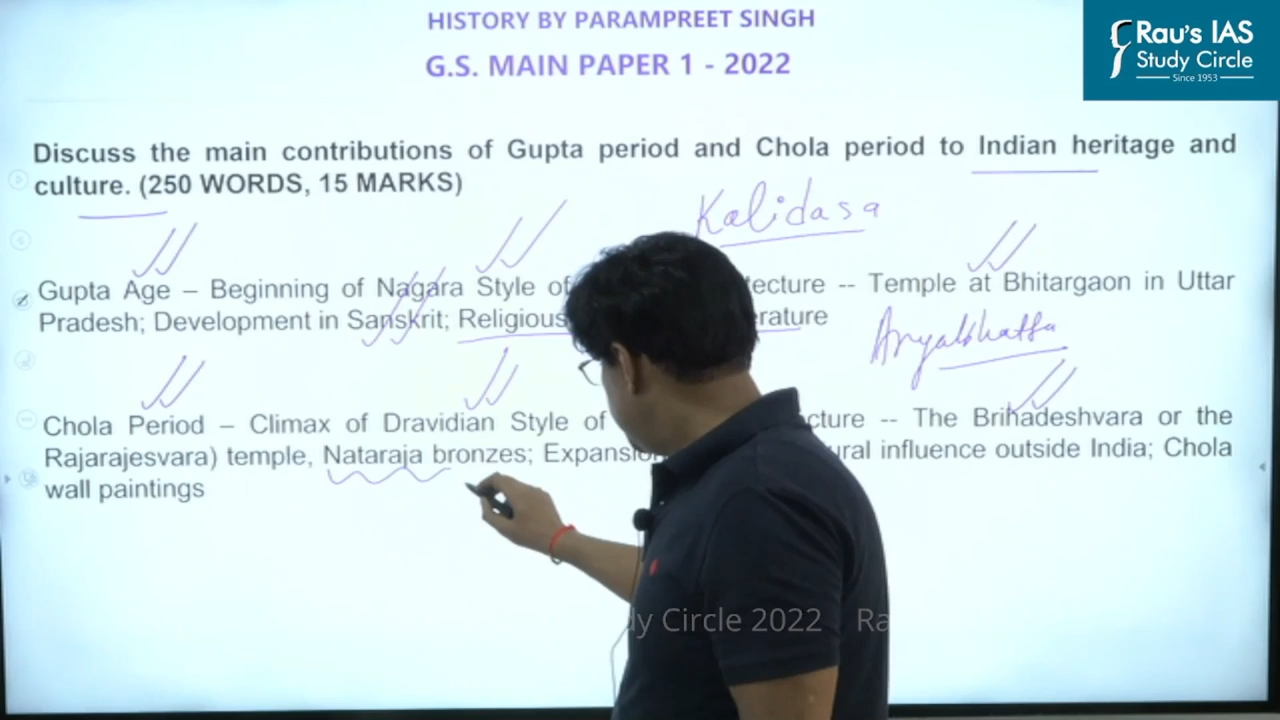 HISTORY BY PARAMPREET SINGH
G.S. MAIN PAPER 1 - 2022
Rau's IAS
Study Circle
Since 1953
Discuss the main contributions of Gupta period and Chola period to Indian heritage and
culture. (250 WORDS, 15 MARKS)
Kalidasa
Gupta Age – Beginning of Nagara Style of tecture -- Temple at Bhitargaon in Uttar
Pradesh; Development in Sanskrit; Religious erature
Aryabhatta
Chola Period – Climax of Dravidian Style of cture -- The Brihadeshvara or the
Rajarajesvara) temple, Nataraja bronzes; Expansio ural influence outside India; Chola
wall paintings
dy Circle 2022 Ra